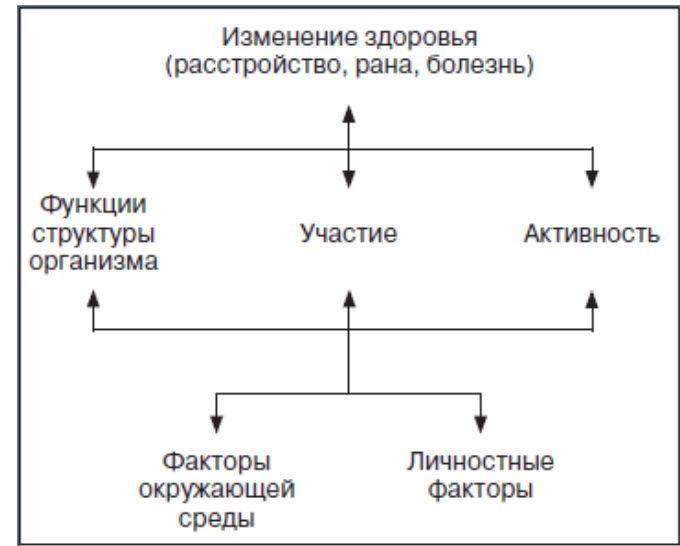 Изменение здоровья
(расстройство, рана, болезнь)
Функции
структуры
организма
Участие
Активность
Факторы
окружающей
среды
Личностные
факторы